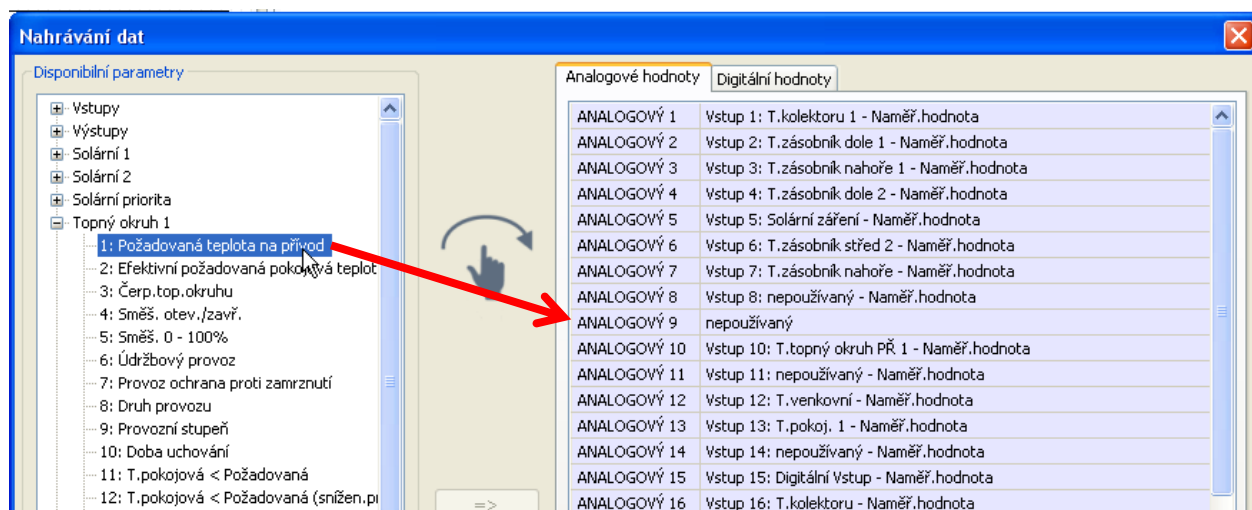 Nahrávání dat
Disponibilní parametry
Vstupy
Výstupy
Solární 1
Solární 2
Solární priorita
Topný okruh 1
1: Požadovaná teplota na přívod
2: Efektivní požadovaná pokojová teplot
3: Čerp.top.okruhu
4: Směš. otev./zavř.
5: Směš. 0 - 100%
6: Údržbový provoz
7: Provoz ochrana proti zamrznutí
8: Druh provozu
9: Provozní stupeň
10: Doba uchování
11: T.pokojová < Požadovaná
12: T.pokojová < Požadovaná (snížen.pr
=>
Analogové hodnoty Digitální hodnoty
ANALOGOVÝ 1 Vstup 1: T.kolektoru 1 - Naměř.hodnota
ANALOGOVÝ 2 Vstup 2: T.zásobník dole 1 - Naměř.hodnota
ANALOGOVÝ 3 Vstup 3: T.zásobník nahoře 1 - Naměř.hodnota
ANALOGOVÝ 4 Vstup 4: T.zásobník dole 2 - Naměř.hodnota
ANALOGOVÝ 5 Vstup 5: Solární záření - Naměř.hodnota
ANALOGOVÝ 6 Vstup 6: T.zásobník střed 2 - Naměř.hodnota
ANALOGOVÝ 7 Vstup 7: T.zásobník nahoře - Naměř.hodnota
ANALOGOVÝ 8 Vstup 8: nepoužívaný - Naměř.hodnota
ANALOGOVÝ 9 nepoužívaný
ANALOGOVÝ 10 Vstup 10: T.topný okruh PŘ 1 - Naměř.hodnota
ANALOGOVÝ 11 Vstup 11: nepoužívaný - Naměř.hodnota
ANALOGOVÝ 12 Vstup 12: T.venkovní - Naměř.hodnota
ANALOGOVÝ 13 Vstup 13: T.pokoj. 1 - Naměř.hodnota
ANALOGOVÝ 14 Vstup 14: nepoužívaný - Naměř.hodnota
ANALOGOVÝ 15 Vstup 15: Digitální Vstup - Naměř.hodnota
ANALOGOVÝ 16 Vstup 16: T.kolektoru - Naměř.hodnota